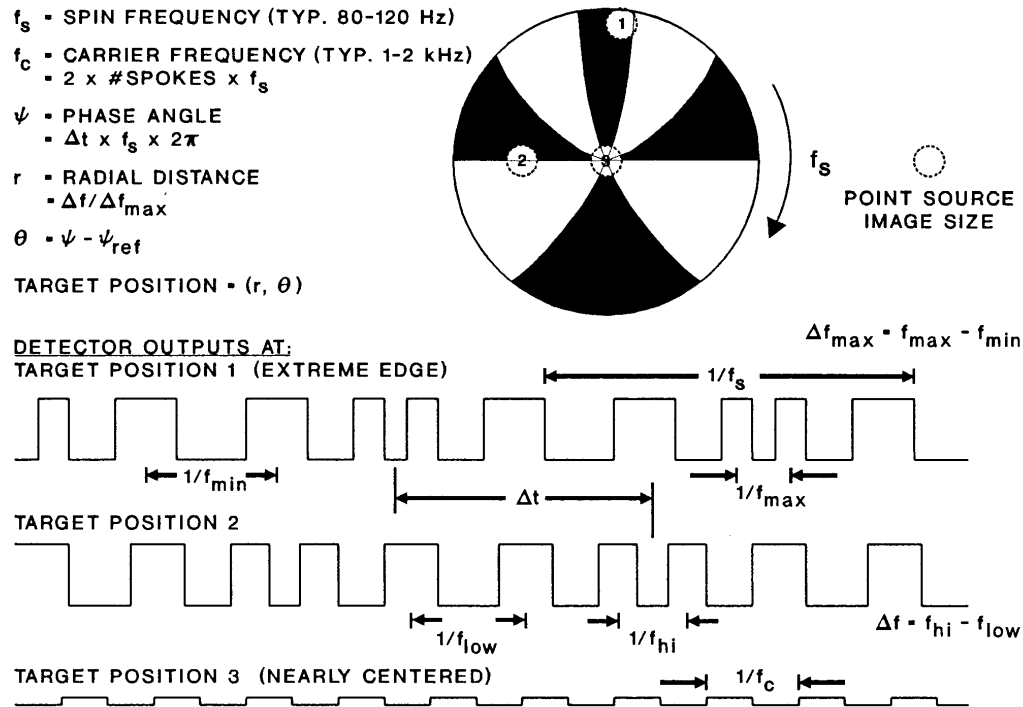 fs = SPIN FREQUENCY (TYP. 80-120 Hz)
fc = CARRIER FREQUENCY (TYP. 1-2 kHz)
= 2 x #SPOKES x fs
ψ = PHASE ANGLE
= Δt x fs x 2π
r = RADIAL DISTANCE
= Δf/Δfmax
θ = ψ - ψref
TARGET POSITION = (r, θ)
1
2
3
fs
POINT SOURCE
IMAGE SIZE
Δfmax = fmax - fmin
DETECTOR OUTPUTS AT:
TARGET POSITION 1 (EXTREME EDGE)
1/fs
1/fmin
1/fmax
Δt
TARGET POSITION 2
1/flow
1/fhi
Δf = fhi - flow
TARGET POSITION 3 (NEARLY CENTERED)
1/fc